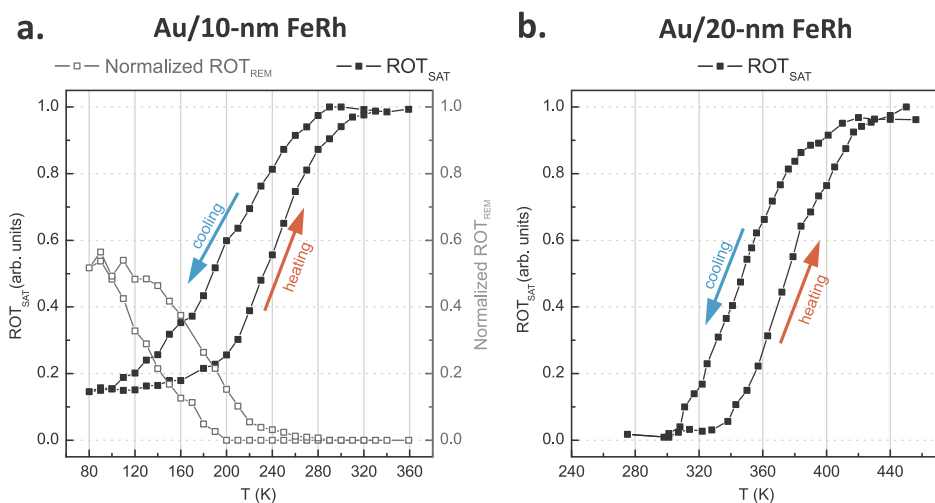 a.
Au/10-nm FeRh
Normalized ROT_REM
ROT_SAT
1.0
0.8
0.6
0.4
0.2
0.0
ROT_SAT (arb. units)
cooling
heating
1.0
0.8
0.6
0.4
0.2
0.0
Normalized ROT_REM
80 120 160 200 240 280 320 360
T (K)
b.
Au/20-nm FeRh
ROT_SAT
1.0
0.8
0.6
0.4
0.2
0.0
ROT_SAT (arb. units)
cooling
heating
240 280 320 360 400 440
T (K)